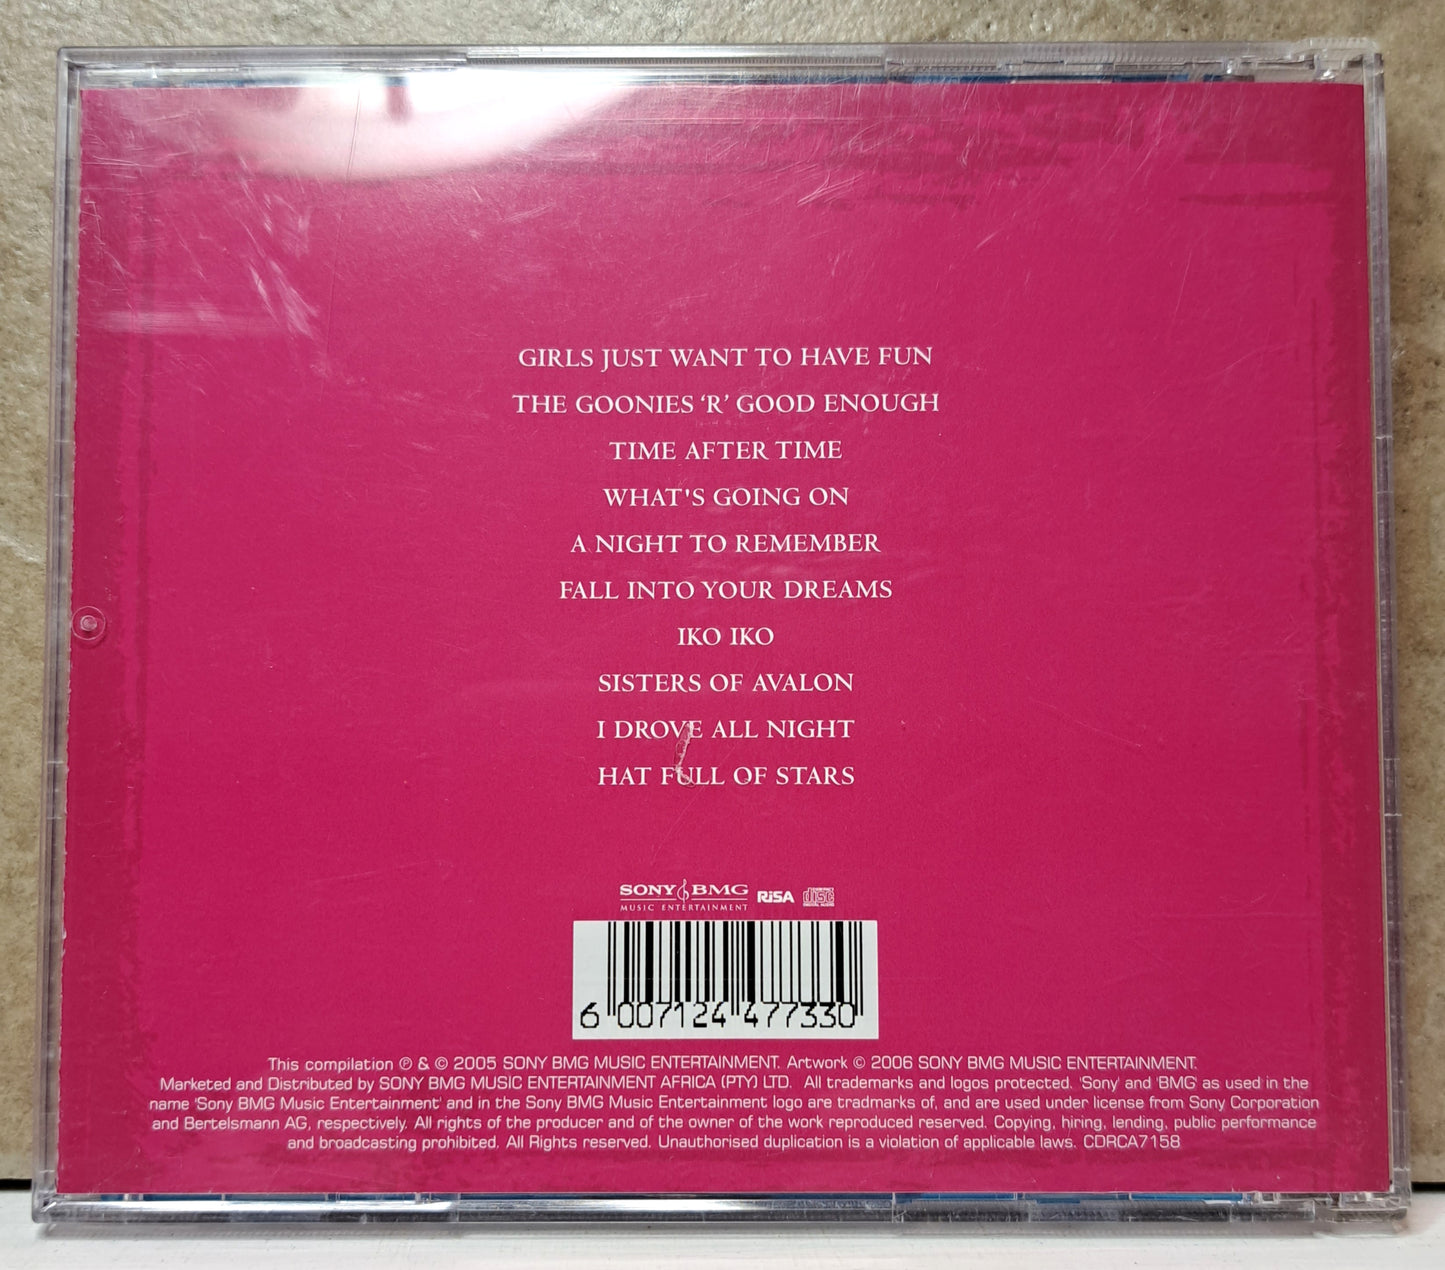 GIRLS JUST WANT TO HAVE FUN
THE GOONIES ‘R’ GOOD ENOUGH
TIME AFTER TIME
WHAT'S GOING ON
A NIGHT TO REMEMBER
FALL INTO YOUR DREAMS
IKO IKO
SISTERS OF AVALON
I DROVE ALL NIGHT
HAT FULL OF STARS
SONY BMG
MUSIC ENTERTAINMENT
RiSA
COMPACT
disc
DIGITAL AUDIO
6 007124 477330
This compilation ℗ & © 2005 SONY BMG MUSIC ENTERTAINMENT. Artwork © 2006 SONY BMG MUSIC ENTERTAINMENT.
Marketed and Distributed by SONY BMG MUSIC ENTERTAINMENT AFRICA (PTY) LTD. All trademarks and logos protected. 'Sony' and 'BMG' as used in the
name 'Sony BMG Music Entertainment' and in the Sony BMG Music Entertainment logo are tradmarks of, and are used under license from Sony Corporation
and Bertelsmann AG, respectively. All rights of the producer and of the owner of the work reproduced reserved. Copying, hiring, lending, public performance
and broadcasting prohibited. All Rights reserved. Unauthorised duplication is a violation of applicable laws. CDRCA7158